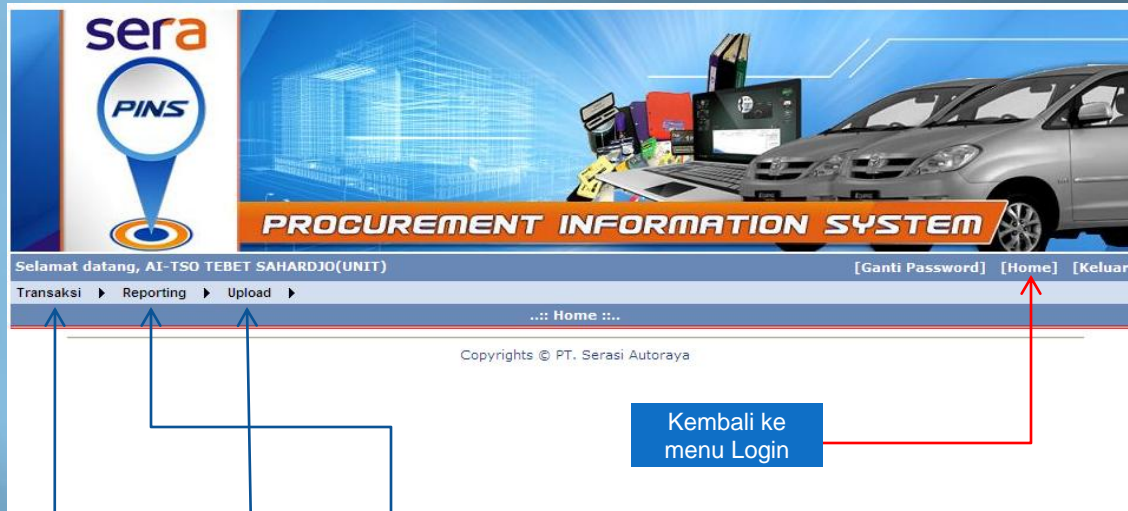 sera
PINS
PROCUREMENT INFORMATION SYSTEM
Selamat datang, AI-TSO TEBET SAHARDJO(UNIT) [Ganti Password] [Home] [Keluar
Transaksi Reporting Upload
..:: Home ::..
Copyrights © PT. Serasi Autoraya
Kembali ke
menu Login